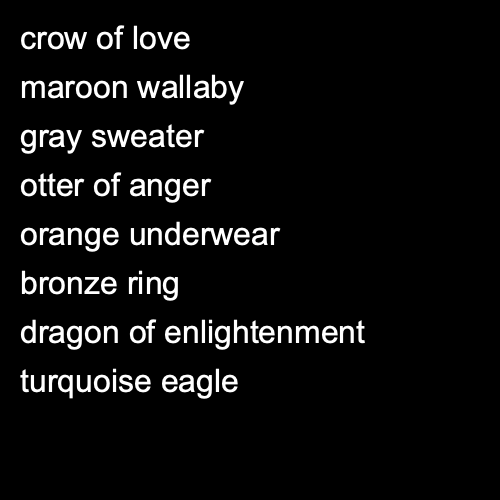 crow of love
maroon wallaby
gray sweater
otter of anger
orange underwear
bronze ring
dragon of enlightenment
turquoise eagle